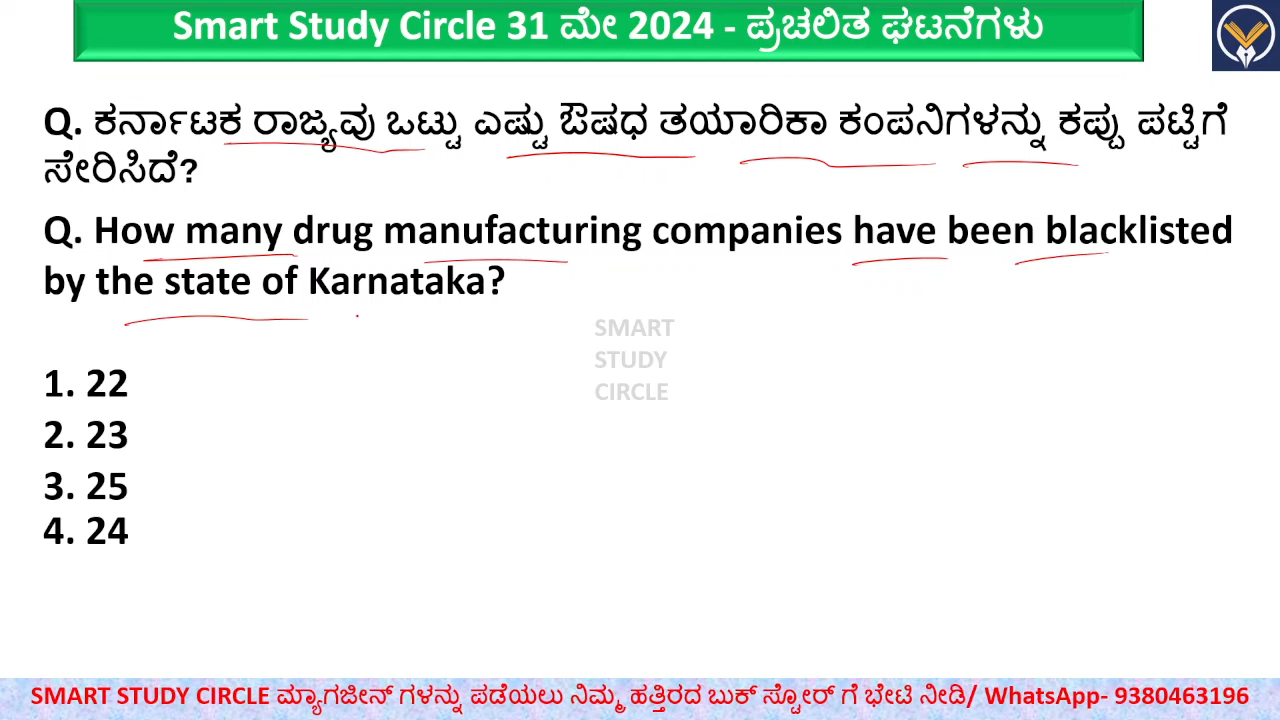 Smart Study Circle 31 ಮೇ 2024 - ಪ್ರಚಲಿತ ಘಟನೆಗಳು
Q. ಕರ್ನಾಟಕ ರಾಜ್ಯವು ಒಟ್ಟು ಎಷ್ಟು ಔಷಧ ತಯಾರಿಕಾ ಕಂಪನಿಗಳನ್ನು ಕಪ್ಪು ಪಟ್ಟಿಗೆ
ಸೇರಿಸಿದೆ?
Q. How many drug manufacturing companies have been blacklisted
by the state of Karnataka?
SMART
STUDY
CIRCLE
1. 22
2. 23
3. 25
4. 24
SMART STUDY CIRCLE ಮ್ಯಾಗಜೀನ್ ಗಳನ್ನು ಪಡೆಯಲು ನಿಮ್ಮ ಹತ್ತಿರದ ಬುಕ್ ಸ್ಟೋರ್ ಗೆ ಭೇಟಿ ನೀಡಿ/ WhatsApp- 9380463196